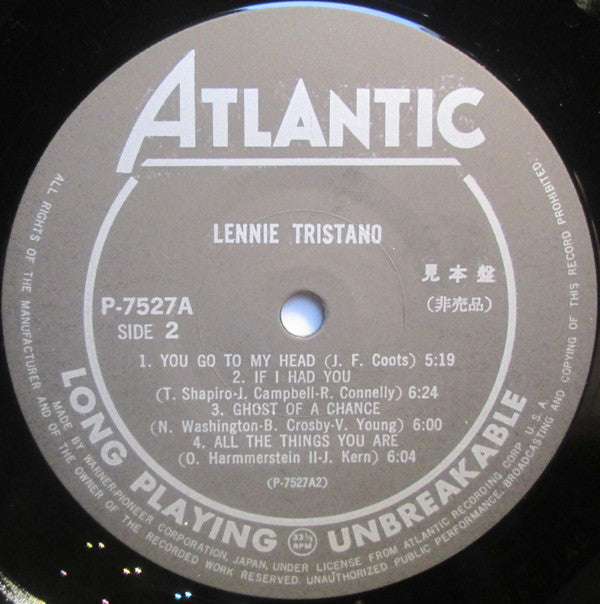 ATLANTIC
LENNIE TRISTANO
見本盤
(非売品)
P-7527A
SIDE 2
1. YOU GO TO MY HEAD (J. F. Coots) 5:19
2. IF I HAD YOU
(T. Shapiro-J. Campbell-R. Connelly) 6:24
3. GHOST OF A CHANCE
(N. Washington-B. Crosby-V. Young) 6:00
4. ALL THE THINGS YOU ARE
(O. Harmmerstein II-J. Kern) 6:04
(P-7527A2)
LONG PLAYING 33⅓ RPM UNBREAKABLE
MADE BY WARNER-PIONEER CORPORATION, JAPAN, UNDER LICENSE FROM ATLANTIC RECORDING CORP. U.S.A.
ALL RIGHTS OF THE MANUFACTURER AND OF THE OWNER OF THE RECORDED WORK RESERVED. UNAUTHORIZED PUBLIC PERFORMANCE, BROADCASTING AND COPYING OF THIS RECORD PROHIBITED.